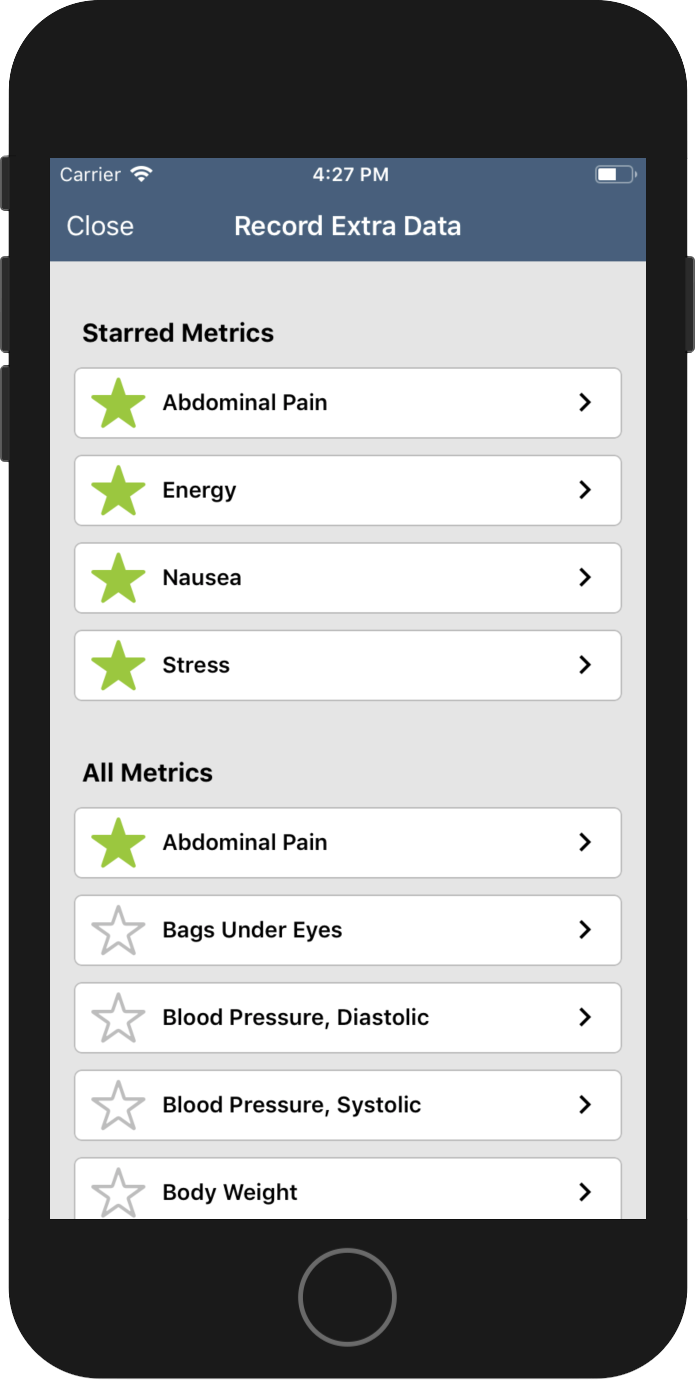 Carrier 4:27 PM
Close Record Extra Data
Starred Metrics
Abdominal Pain
Energy
Nausea
Stress
All Metrics
Abdominal Pain
Bags Under Eyes
Blood Pressure, Diastolic
Blood Pressure, Systolic
Body Weight